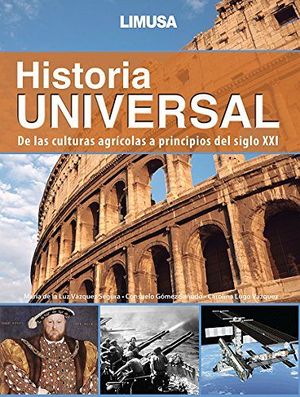 LIMUSA
Historia
UNIVERSAL
De las culturas agrícolas a principios del siglo XXI
María de la Luz Vázquez Segura • Consuelo Gómez Banuelo • Carolina Lugo Vázquez